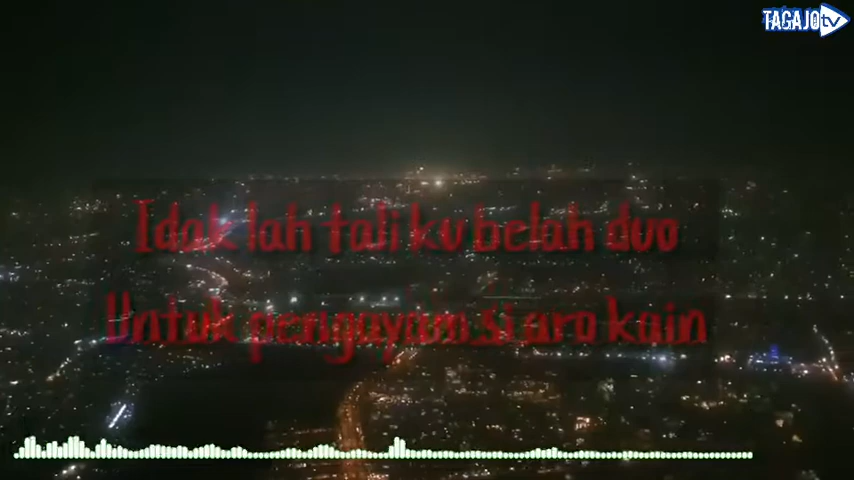 TAGAJO tv
Idak lah tali ku belah duo
Untuk pengayam si aro kain